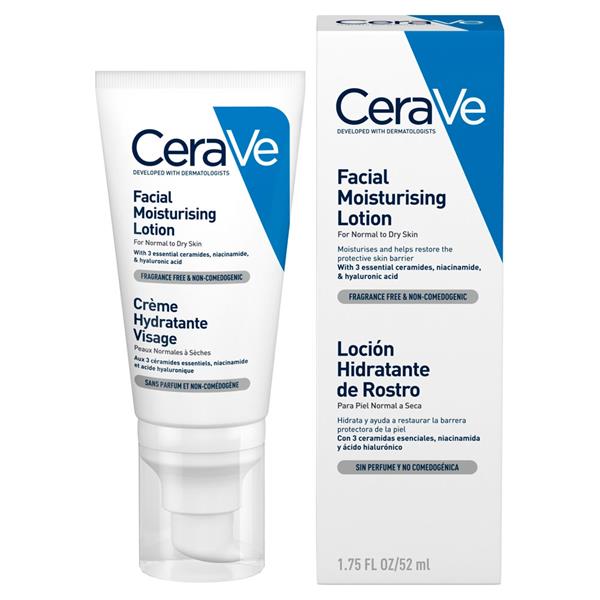 CeraVe
DEVELOPED WITH DERMATOLOGISTS
Facial
Moisturising
Lotion
For Normal to Dry Skin
With 3 essential ceramides, niacinamide,
& hyaluronic acid
FRAGRANCE FREE & NON-COMEDOGENIC
Crème
Hydratante
Visage
Peaux Normales à Sèches
Aux 3 céramides essentiels, niacinamide
et acide hyaluronique
SANS PARFUM ET NON-COMÉDOGÈNE
CeraVe
DEVELOPED WITH DERMATOLOGISTS
Facial
Moisturising
Lotion
For Normal to Dry Skin
Moisturises and helps restore the
protective skin barrier
With 3 essential ceramides, niacinamide,
& hyaluronic acid
FRAGRANCE FREE & NON-COMEDOGENIC
Loción
Hidratante
de Rostro
Para Piel Normal a Seca
Hidrata y ayuda a restaurar la barrera
protectora de la piel
Con 3 ceramidas esenciales, niacinamida
y ácido hialurónico
SIN PERFUME Y NO COMEDOGÉNICA
1.75 FL OZ/52 ml